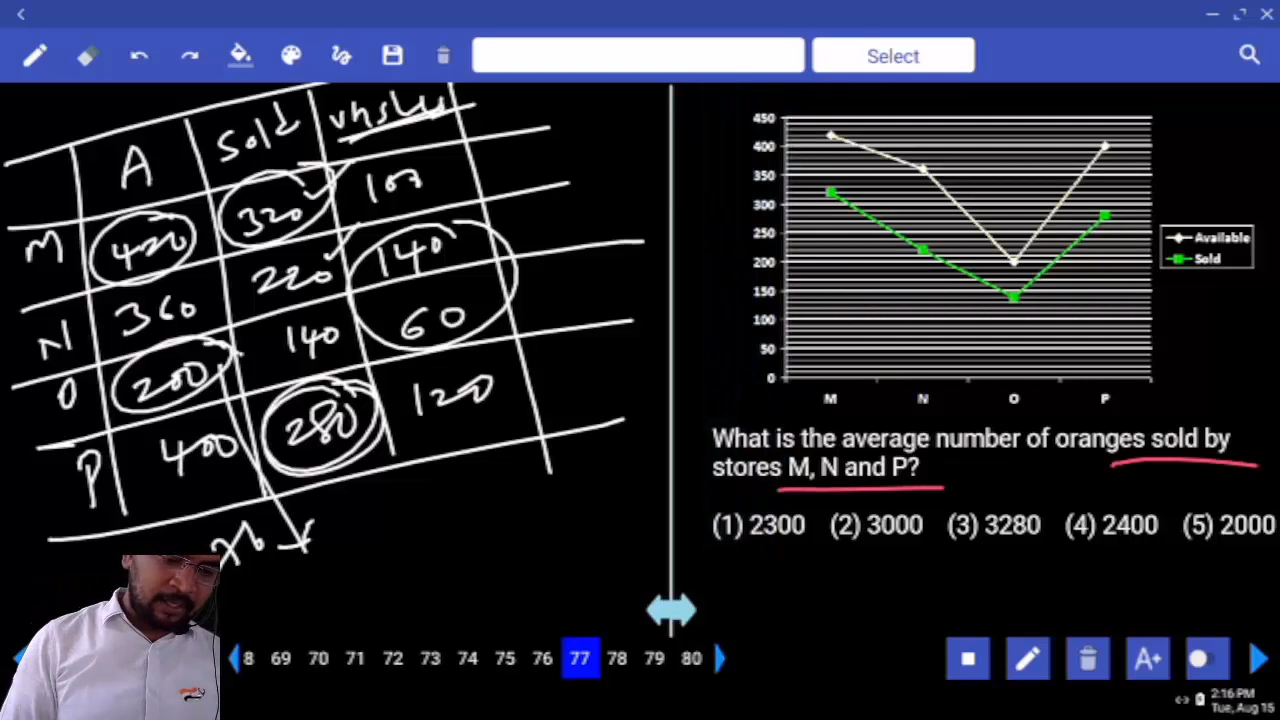 Select
A Sold
M 420 320 100
N 360 220 140
O 200 140 60
P 400 280 120
450
400
350
300
250
200
150
100
50
0
M N O P
Available
Sold
What is the average number of oranges sold by
stores M, N and P?
(1) 2300 (2) 3000 (3) 3280 (4) 2400 (5) 2000
8 69 70 71 72 73 74 75 76 77 78 79 80
A+
2:16 PM
Tue, Aug 15